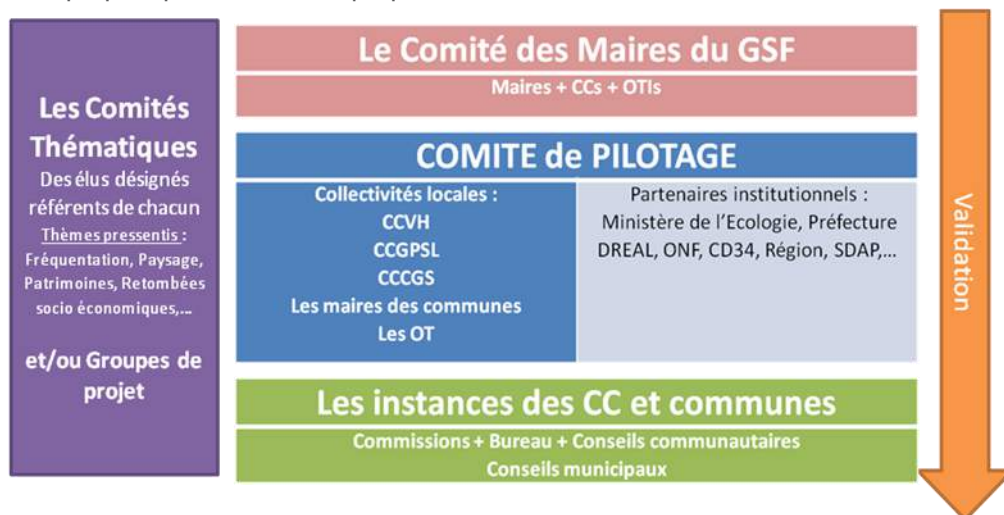 Les Comités
Thématiques
Des élus désignés
référents de chacun
Thèmes pressentis :
Fréquentation, Paysage,
Patrimoines, Retombées
socio économiques,...
et/ou Groupes de
projet
Le Comité des Maires du GSF
Maires + CCs + OTIs
COMITE de PILOTAGE
Collectivités locales :
CCVH
CCGPSL
CCCGS
Les maires des communes
Les OT
Partenaires institutionnels :
Ministère de l'Ecologie, Préfecture
DREAL, ONF, CD34, Région, SDAP,...
Les instances des CC et communes
Commissions + Bureau + Conseils communautaires
Conseils municipaux
Validation